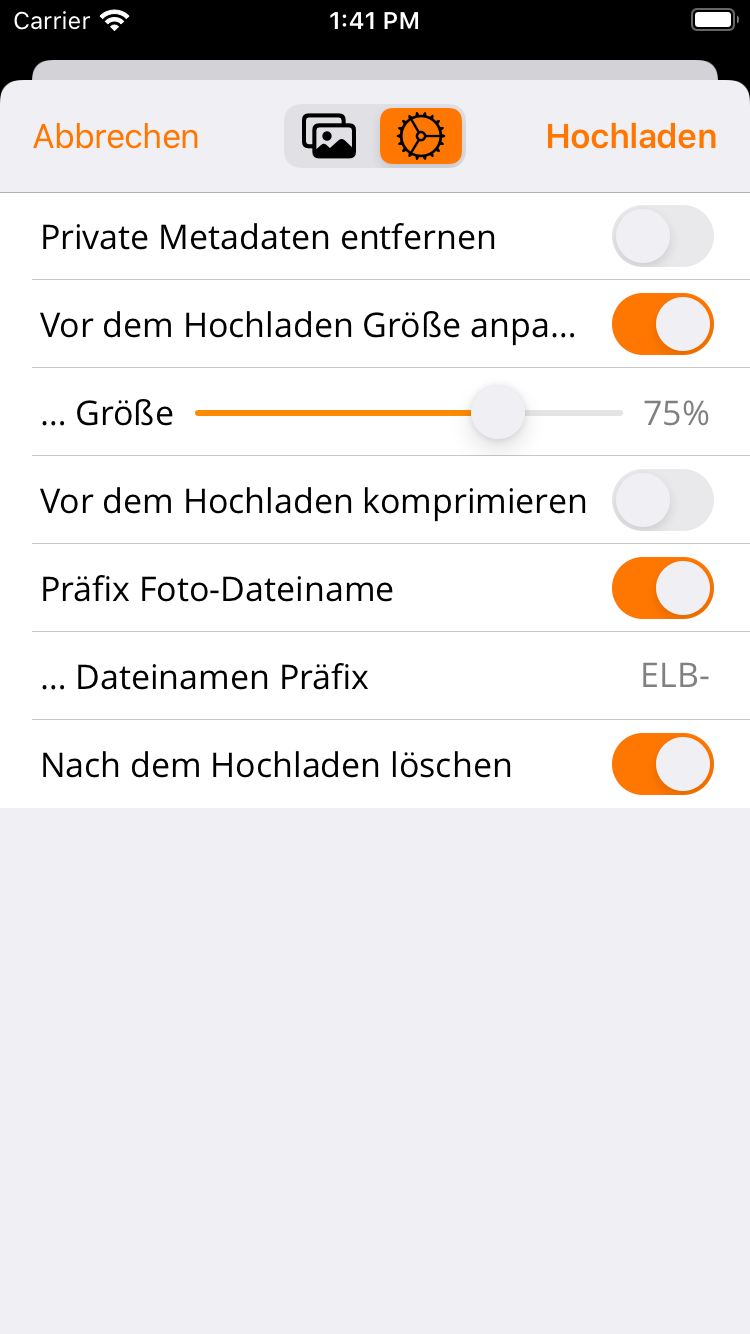 Carrier 1:41 PM
Abbrechen Hochladen
Private Metadaten entfernen
Vor dem Hochladen Größe anpa...
... Größe 75%
Vor dem Hochladen komprimieren
Präfix Foto-Dateiname
... Dateinamen Präfix ELB-
Nach dem Hochladen löschen